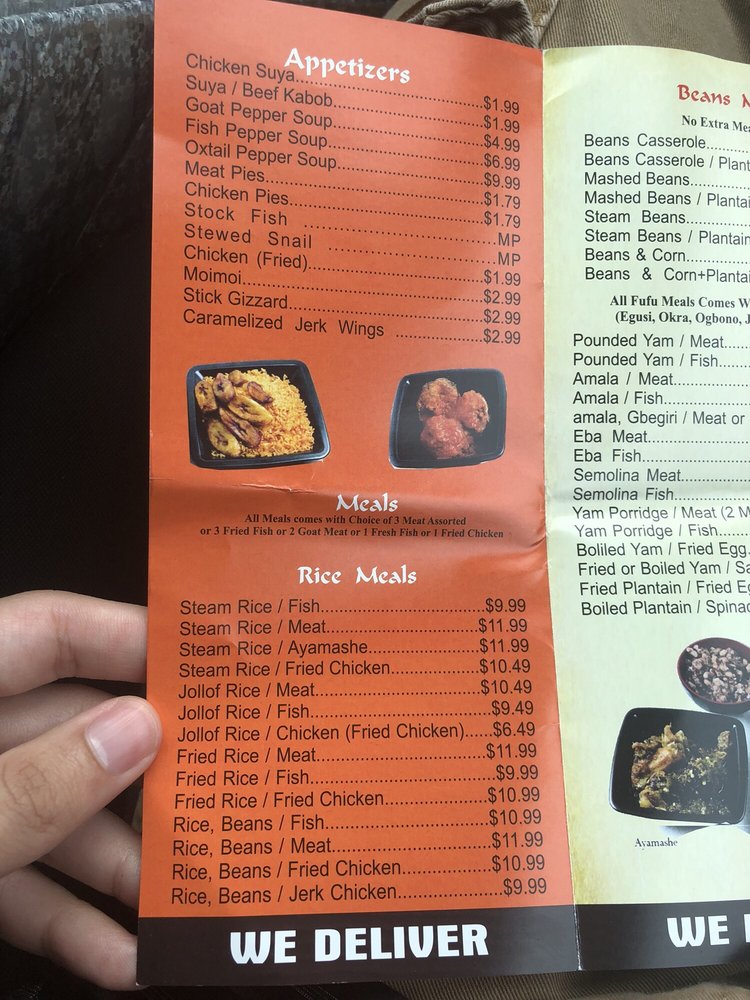 Appetizers
Chicken Suya....................................$1.99
Suya / Beef Kabob............................$1.99
Goat Pepper Soup............................$4.99
Fish Pepper Soup.............................$6.99
Oxtail Pepper Soup..........................$9.99
Meat Pies..........................................$1.79
Chicken Pies.....................................$1.79
Stock Fish ..............................MP
Stewed Snail ..........................MP
Chicken (Fried)................................$1.99
Moimoi..............................................$2.99
Stick Gizzard....................................$2.99
Caramelized Jerk Wings ................$2.99
Meals
All Meals comes with Choice of 3 Meat Assorted
or 3 Fried Fish or 2 Goat Meat or 1 Fresh Fish or 1 Fried Chicken
Rice Meals
Steam Rice / Fish..............................$9.99
Steam Rice / Meat............................$11.99
Steam Rice / Ayamashe...................$11.99
Steam Rice / Fried Chicken..............$10.49
Jollof Rice / Meat...............................$10.49
Jollof Rice / Fish.................................$9.49
Jollof Rice / Chicken (Fried Chicken)......$6.49
Fried Rice / Meat...............................$11.99
Fried Rice / Fish..................................$9.99
Fried Rice / Fried Chicken...................$10.99
Rice, Beans / Fish..............................$10.99
Rice, Beans / Meat.............................$11.99
Rice, Beans / Fried Chicken................$10.99
Rice, Beans / Jerk Chicken..................$9.99
WE DELIVER
Beans M
No Extra Mea
Beans Casserole
Beans Casserole / Plant
Mashed Beans
Mashed Beans / Plantai
Steam Beans
Steam Beans / Plantain
Beans & Corn
Beans & Corn+Plantai
All Fufu Meals Comes W
(Egusi, Okra, Ogbono, J
Pounded Yam / Meat
Pounded Yam / Fish
Amala / Meat
Amala / Fish
amala, Gbegiri / Meat or
Eba Meat
Eba Fish
Semolina Meat
Semolina Fish
Yam Porridge / Meat (2 M
Yam Porridge / Fish
Boliled Yam / Fried Egg
Fried or Boiled Yam / Sa
Fried Plantain / Fried Eg
Boiled Plantain / Spinac
Ayamashe
WE